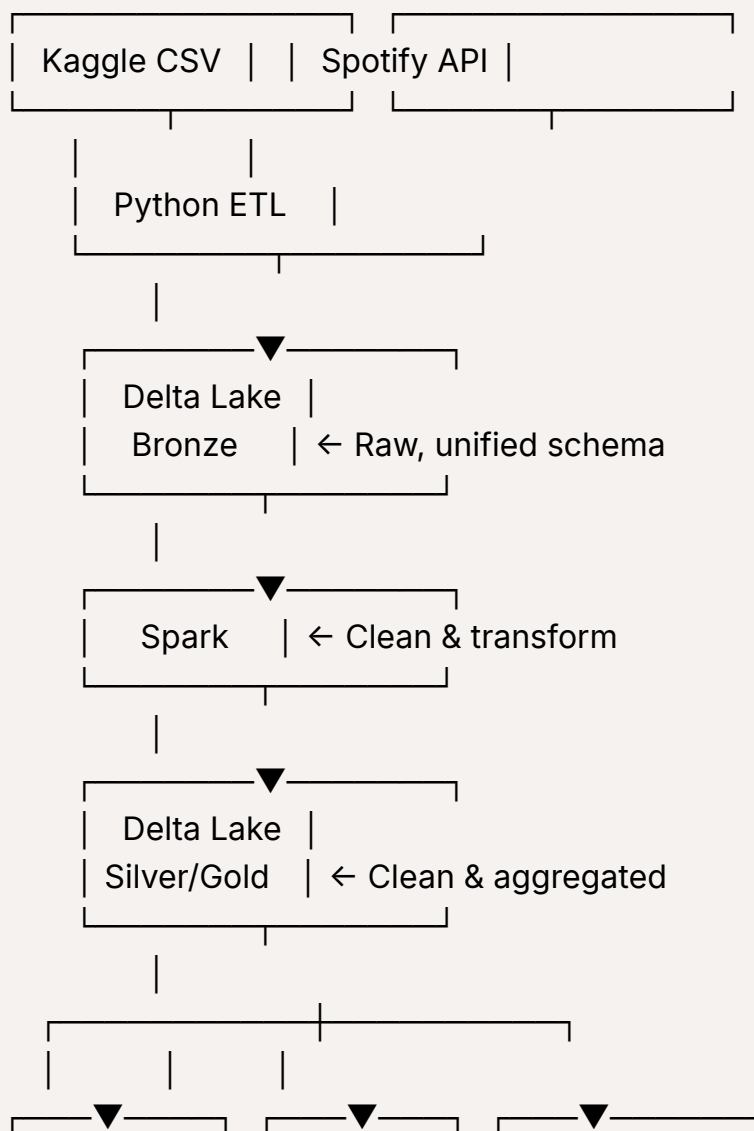 Kaggle CSV Spotify API
Python ETL
Delta Lake
Bronze ← Raw, unified schema
Spark ← Clean & transform
Delta Lake
Silver/Gold ← Clean & aggregated